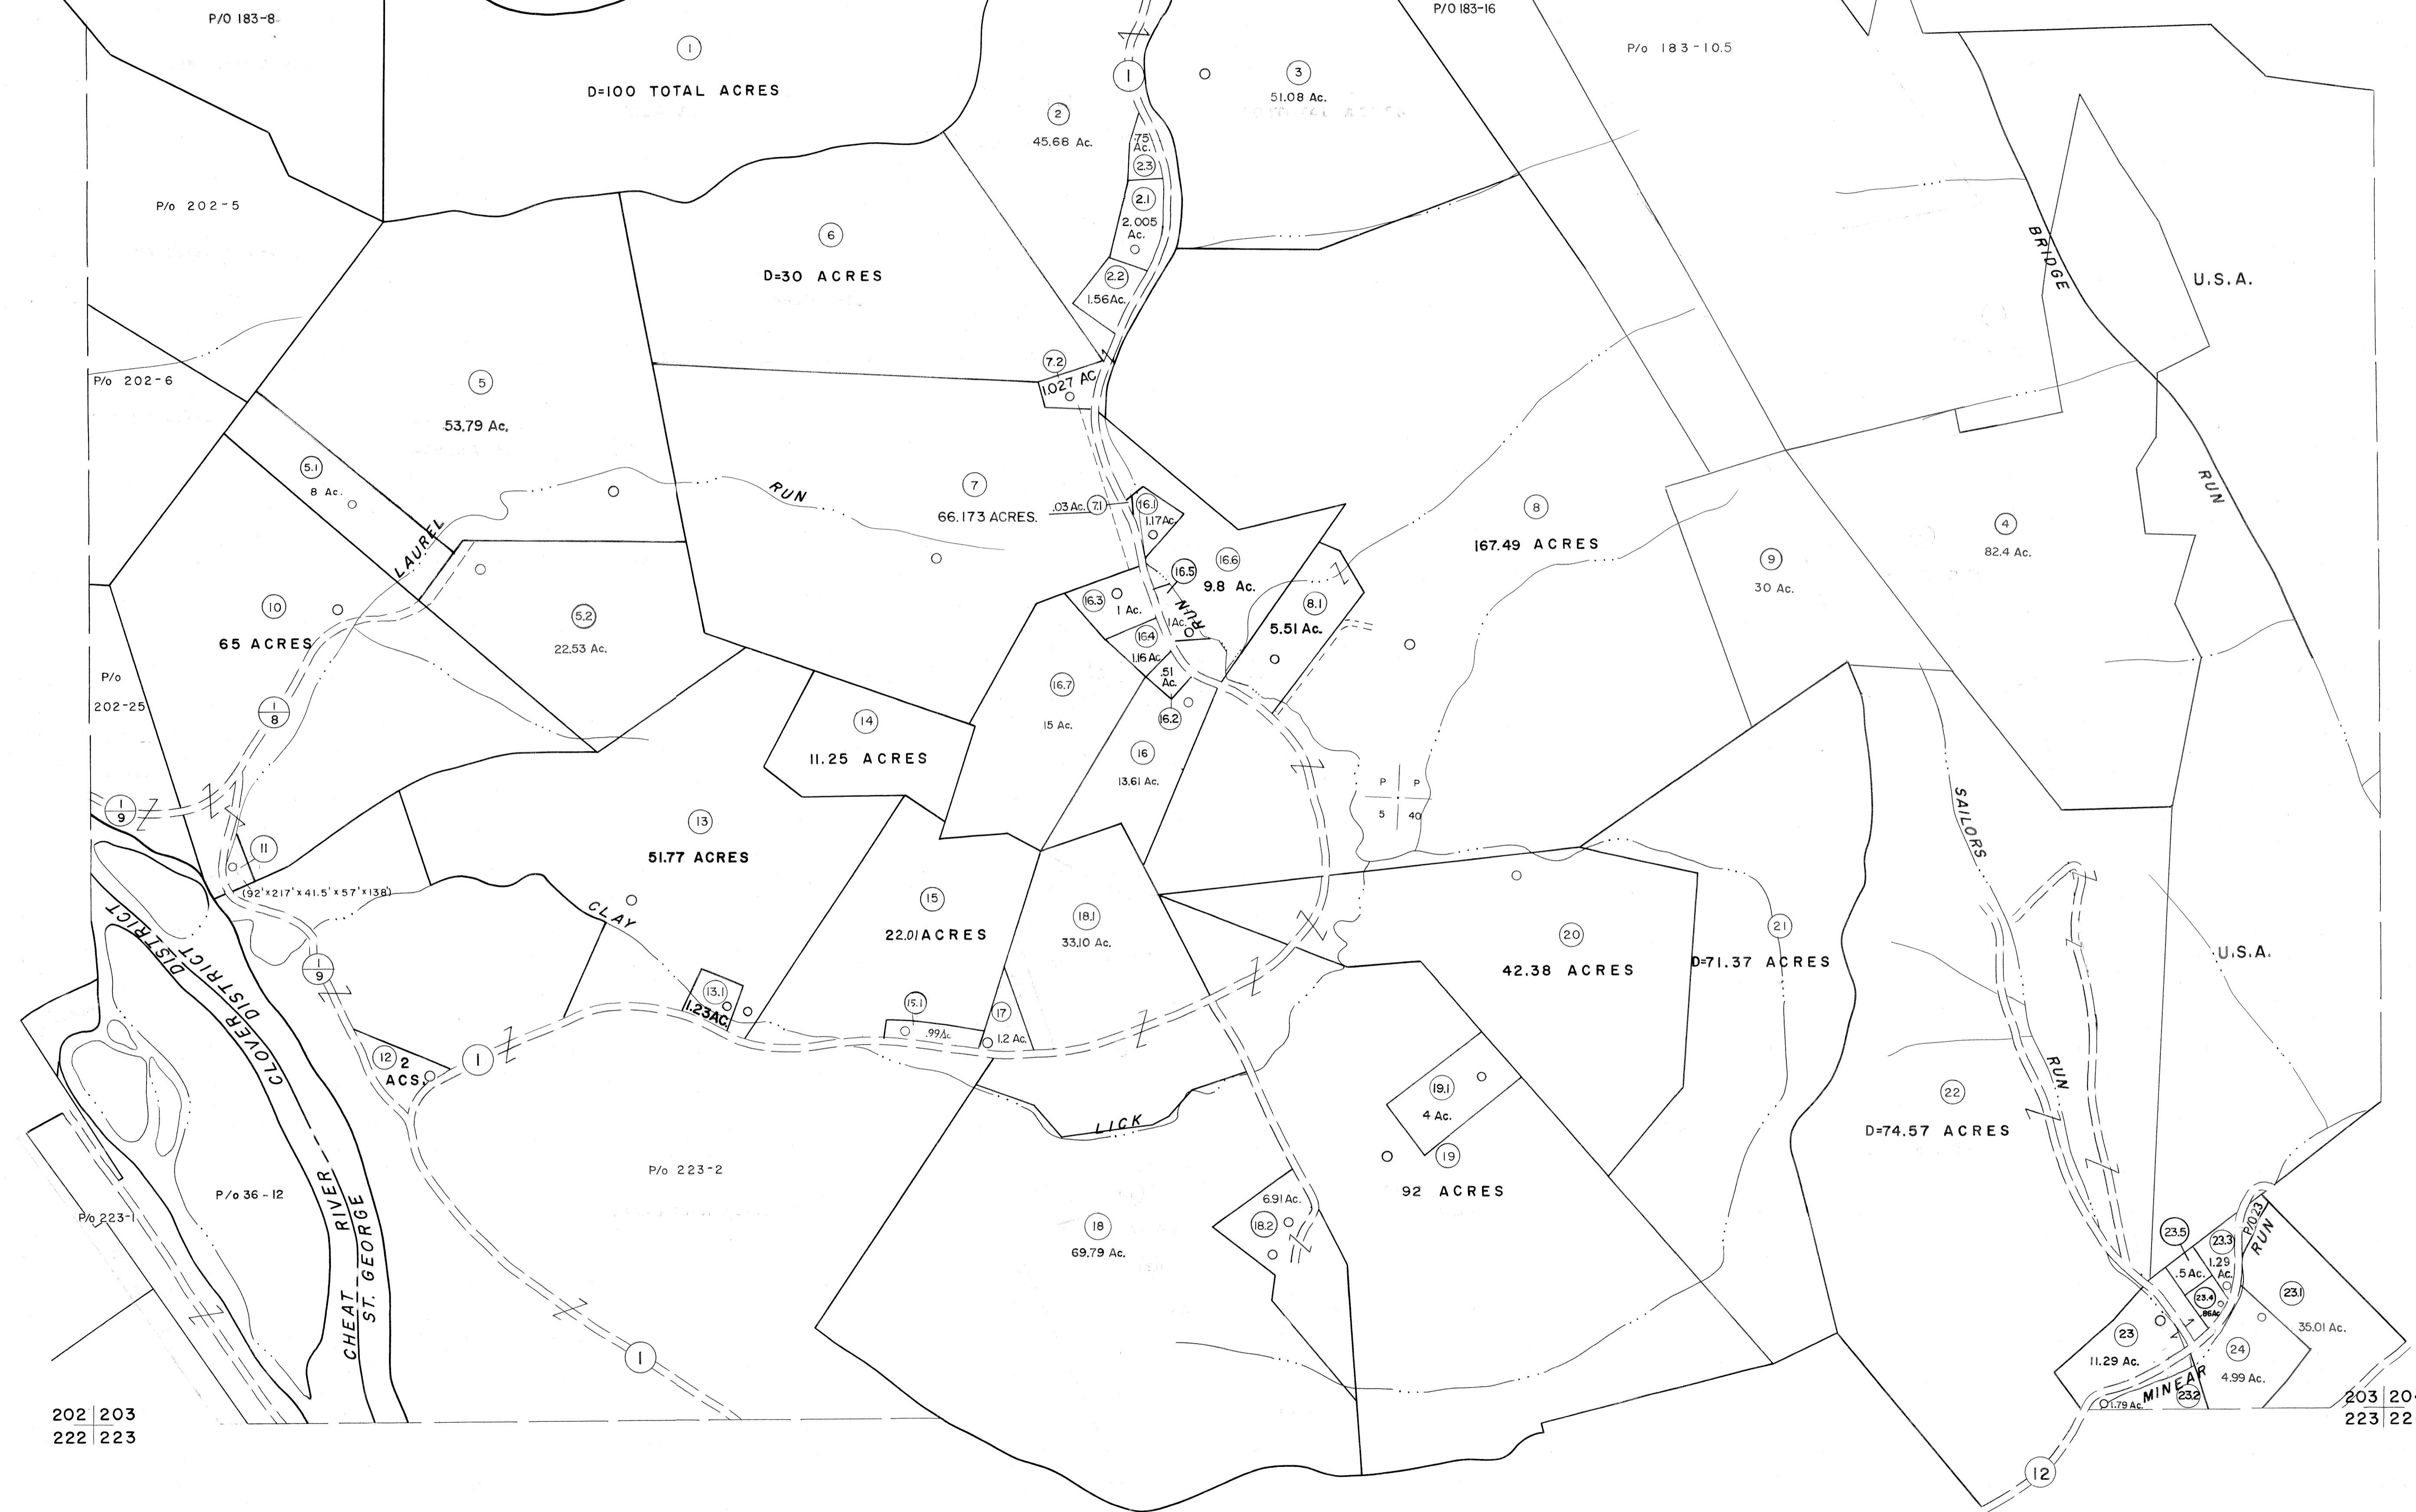 P/O 183-8
P/O 183-16
P/o 183-10.5
1
D=100 TOTAL ACRES
1
2
45.68 Ac.
3
51.08 Ac.
.75
Ac.
2.3
2.1
2.005
Ac.
2.2
1.56 Ac.
P/o 202-5
6
D=30 ACRES
BRIDGE
U.S.A.
P/o 202-6
5
53.79 Ac.
7.2
1.027 AC
5.1
8 Ac.
LAUREL
RUN
7
66.173 ACRES.
.03 Ac.
7.1
16.1
1.17 Ac.
8
167.49 ACRES
RUN
4
82.4 Ac.
9
30 Ac.
16.5
16.6
9.8 Ac.
RUN
16.3
1 Ac.
1 Ac.
16.4
1.16 Ac.
.51
Ac.
16.2
8.1
5.51 Ac.
10
65 ACRES
5.2
22.53 Ac.
P/o
202-25
1
8
16.7
15 Ac.
14
11.25 ACRES
16
13.61 Ac.
P P
5 40
1
9
11
(92'x217'x41.5'x57'x138')
13
51.77 ACRES
SAILORS
CLAY
15
22.01 ACRES
18.1
33.10 Ac.
20
42.38 ACRES
21
D=71.37 ACRES
U.S.A.
DISTRICT
CLOVER DISTRICT
1
9
13.1
1.23 AC.
15.1
.99 Ac
17
1.2 Ac.
12
2
ACS.
1
RUN
22
D=74.57 ACRES
19.1
4 Ac.
LICK
19
92 ACRES
P/o 223-2
P/o 36-12
P/o 223-1
CHEAT RIVER
ST. GEORGE
6.91 Ac.
18.2
18
69.79 Ac.
P/O 23
RUN
23.5
23.3
1.29
Ac.
.5 Ac.
23.4
.86 Ac
23.1
35.01 Ac.
23
11.29 Ac.
24
4.99 Ac.
MINEAR
23.2
1.79 Ac.
1
12
202 203
222 223
203
223